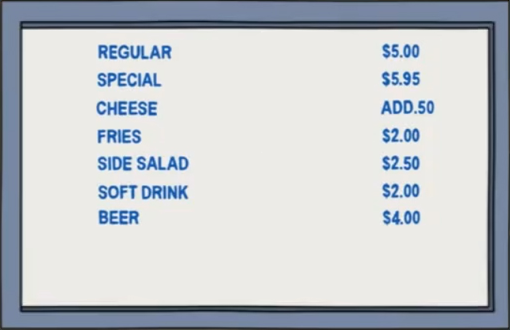 REGULAR $5.00
SPECIAL $5.95
CHEESE ADD.50
FRIES $2.00
SIDE SALAD $2.50
SOFT DRINK $2.00
BEER $4.00